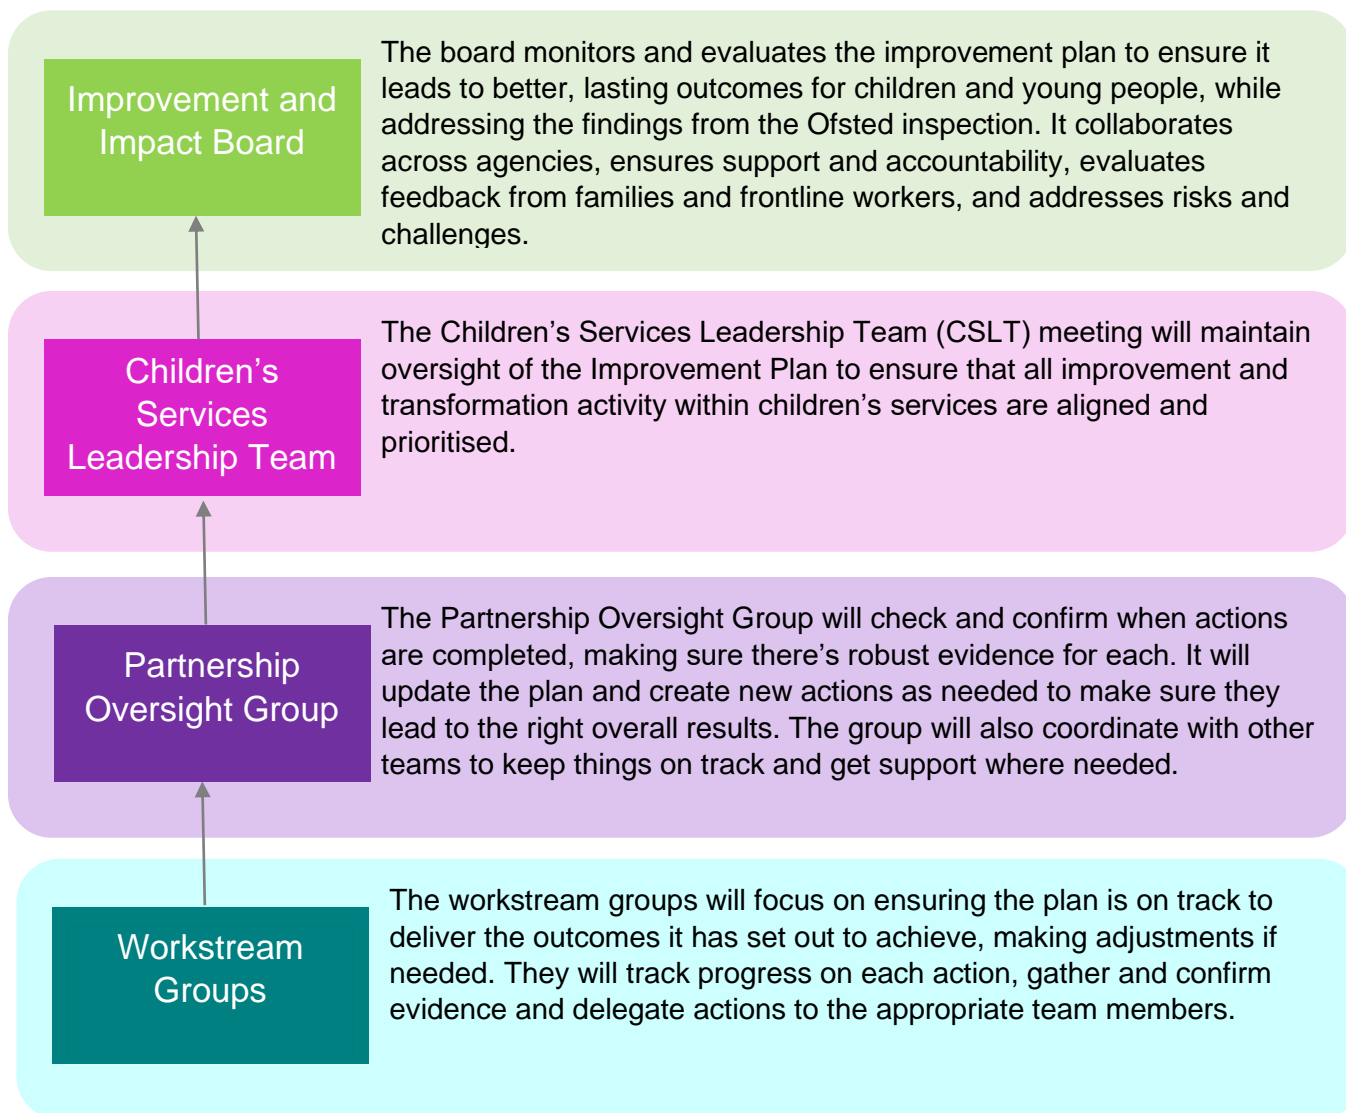 Improvement and
Impact Board
The board monitors and evaluates the improvement plan to ensure it
leads to better, lasting outcomes for children and young people, while
addressing the findings from the Ofsted inspection. It collaborates
across agencies, ensures support and accountability, evaluates
feedback from families and frontline workers, and addresses risks and
challenges.
Children’s
Services
Leadership Team
The Children’s Services Leadership Team (CSLT) meeting will maintain
oversight of the Improvement Plan to ensure that all improvement and
transformation activity within children’s services are aligned and
prioritised.
Partnership
Oversight Group
The Partnership Oversight Group will check and confirm when actions
are completed, making sure there’s robust evidence for each. It will
update the plan and create new actions as needed to make sure they
lead to the right overall results. The group will also coordinate with other
teams to keep things on track and get support where needed.
Workstream
Groups
The workstream groups will focus on ensuring the plan is on track to
deliver the outcomes it has set out to achieve, making adjustments if
needed. They will track progress on each action, gather and confirm
evidence and delegate actions to the appropriate team members.